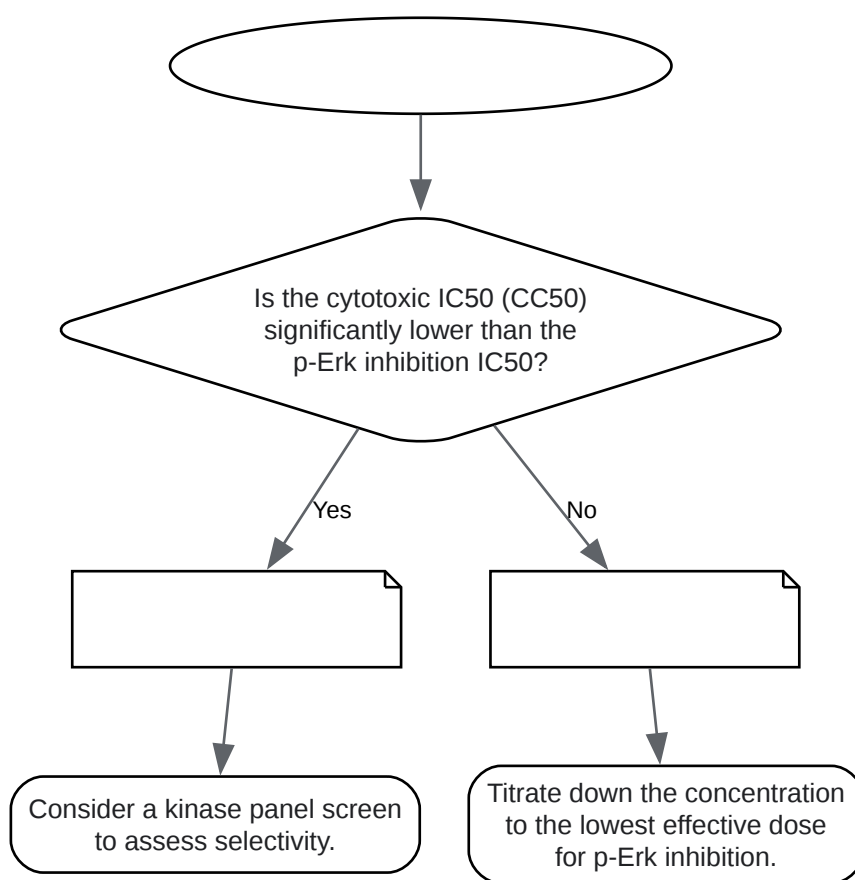 Is the cytotoxic IC50 (CC50)
significantly lower than the
p-Erk inhibition IC50?
Yes
No
Consider a kinase panel screen
to assess selectivity.
Titrate down the concentration
to the lowest effective dose
for p-Erk inhibition.